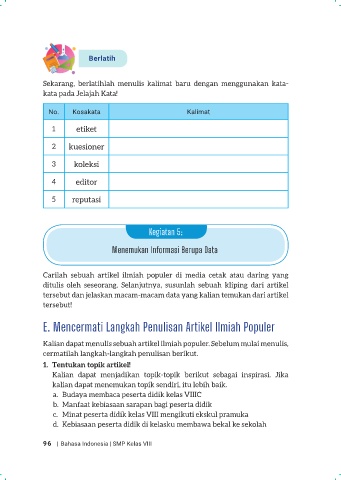 Berlatih
Sekarang, berlatihlah menulis kalimat baru dengan menggunakan kata-
kata pada Jelajah Kata!
No. Kosakata Kalimat
1 etiket
2 kuesioner
3 koleksi
4 editor
5 reputasi
Kegiatan 5:
Menemukan Informasi Berupa Data
Carilah sebuah artikel ilmiah populer di media cetak atau daring yang
ditulis oleh seseorang. Selanjutnya, susunlah sebuah kliping dari artikel
tersebut dan jelaskan macam-macam data yang kalian temukan dari artikel
tersebut!
E. Mencermati Langkah Penulisan Artikel Ilmiah Populer
Kalian dapat menulis sebuah artikel ilmiah populer. Sebelum mulai menulis,
cermatilah langkah-langkah penulisan berikut.
1. Tentukan topik artikel!
Kalian dapat menjadikan topik-topik berikut sebagai inspirasi. Jika
kalian dapat menemukan topik sendiri, itu lebih baik.
a. Budaya membaca peserta didik kelas VIIIC
b. Manfaat kebiasaan sarapan bagi peserta didik
c. Minat peserta didik kelas VIII mengikuti ekskul pramuka
d. Kebiasaan peserta didik di kelasku membawa bekal ke sekolah
96 | Bahasa Indonesia | SMP Kelas VIII